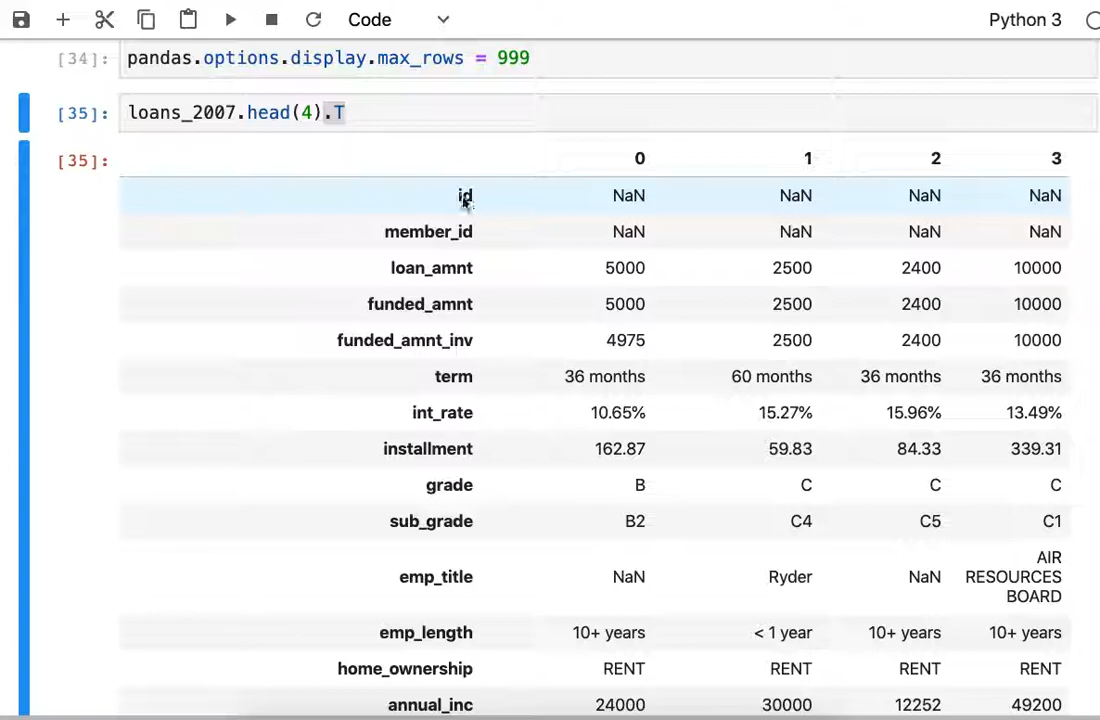 Code Python 3
[34]: pandas.options.display.max_rows = 999
[35]: loans_2007.head(4).T
[35]: 0 1 2 3
id NaN NaN NaN NaN
member_id NaN NaN NaN NaN
loan_amnt 5000 2500 2400 10000
funded_amnt 5000 2500 2400 10000
funded_amnt_inv 4975 2500 2400 10000
term 36 months 60 months 36 months 36 months
int_rate 10.65% 15.27% 15.96% 13.49%
installment 162.87 59.83 84.33 339.31
grade B C C C
sub_grade B2 C4 C5 C1
AIR
emp_title NaN Ryder NaN RESOURCES
BOARD
emp_length 10+ years < 1 year 10+ years 10+ years
home_ownership RENT RENT RENT RENT
annual_inc 24000 30000 12252 49200